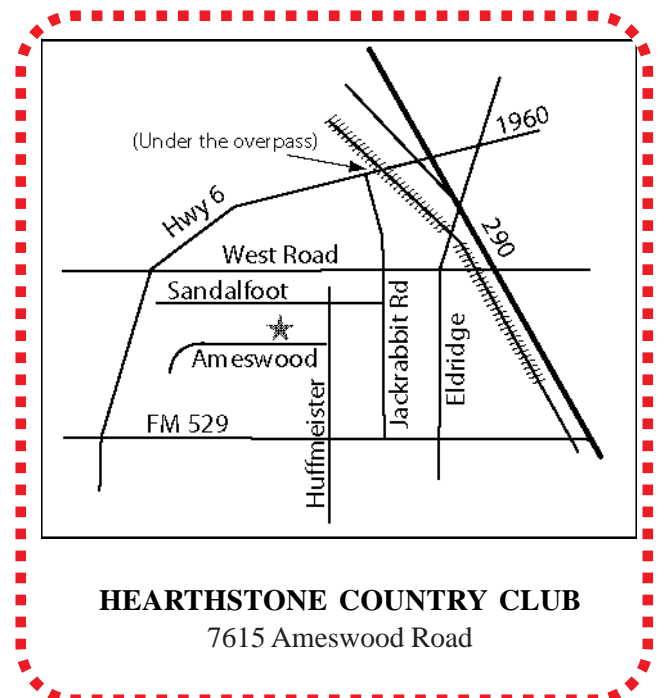 1960
(Under the overpass)
Hwy 6
290
West Road
Sandalfoot
Jackrabbit Rd
Eldridge
Ameswood
FM 529
Huffmeister
HEARTHSTONE COUNTRY CLUB
7615 Ameswood Road